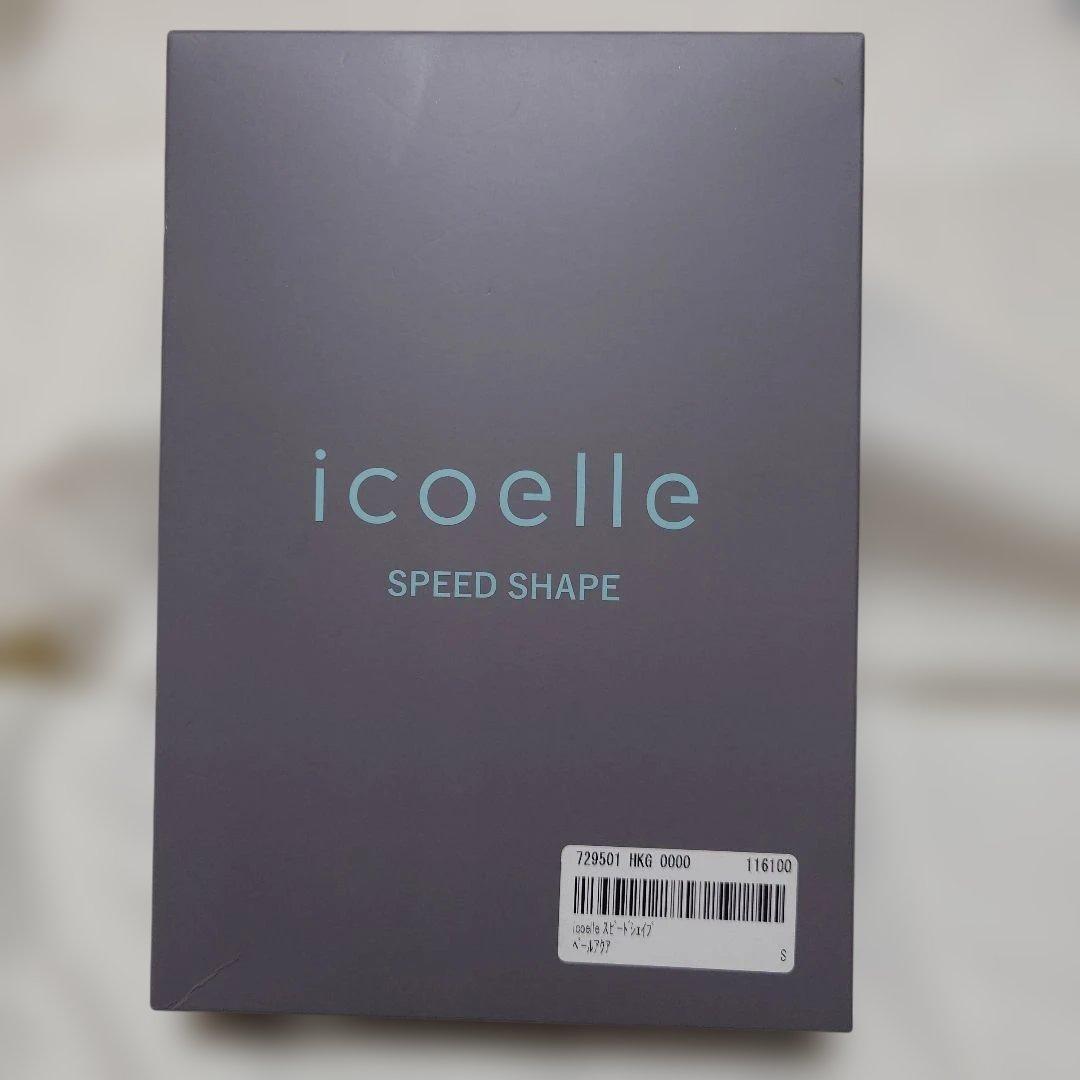 icoelle
SPEED SHAPE
729501 HKG 0000 116100
icoelle ｽﾋﾟｰﾄﾞｼｪｲﾌﾟ
ﾍﾟｰﾙｱｸｱ S